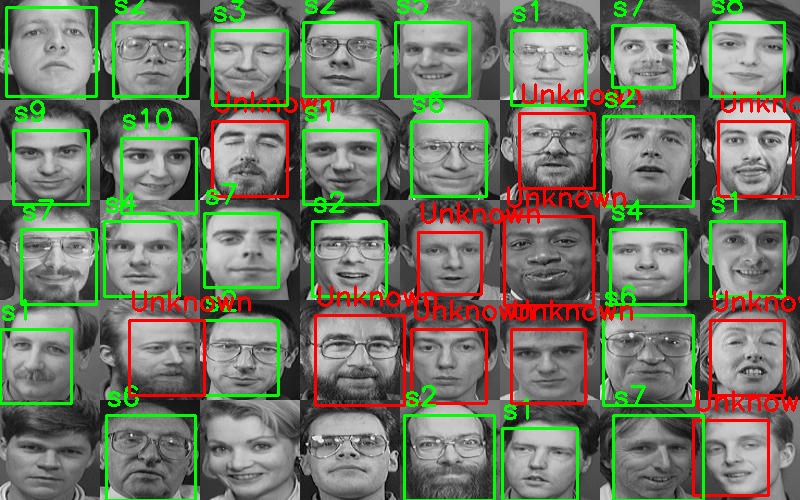 s2 s3 s2 s5 s1 s7 s8
s9 s10 Unknown s1 s6 Unknown s2 Unkno
s7 s4 s7 s2 Unknown Unknown s4 s1
s1 Unknown Unknown Unknown s6 Unkno
s6 s2 s1 s7 Unknow